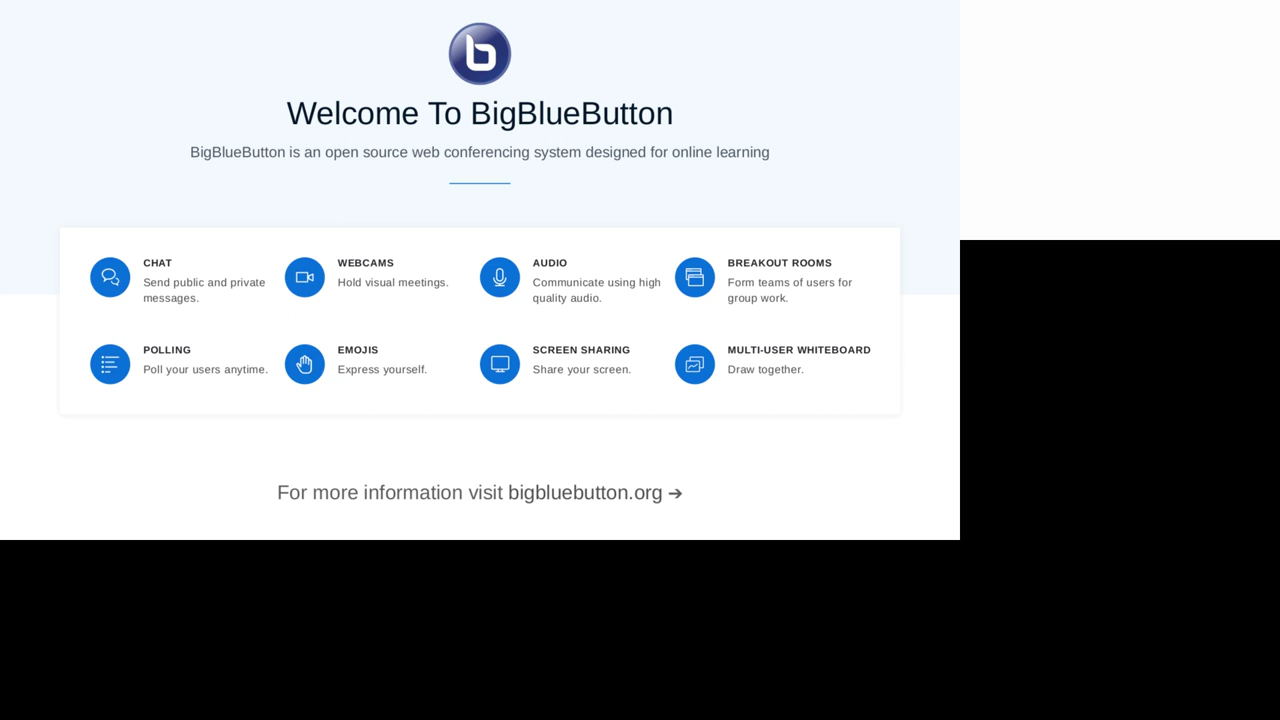 Welcome To BigBlueButton
BigBlueButton is an open source web conferencing system designed for online learning
CHAT
Send public and private
messages.
WEBCAMS
Hold visual meetings.
AUDIO
Communicate using high
quality audio.
BREAKOUT ROOMS
Form teams of users for
group work.
POLLING
Poll your users anytime.
EMOJIS
Express yourself.
SCREEN SHARING
Share your screen.
MULTI-USER WHITEBOARD
Draw together.
For more information visit bigbluebutton.org ➔